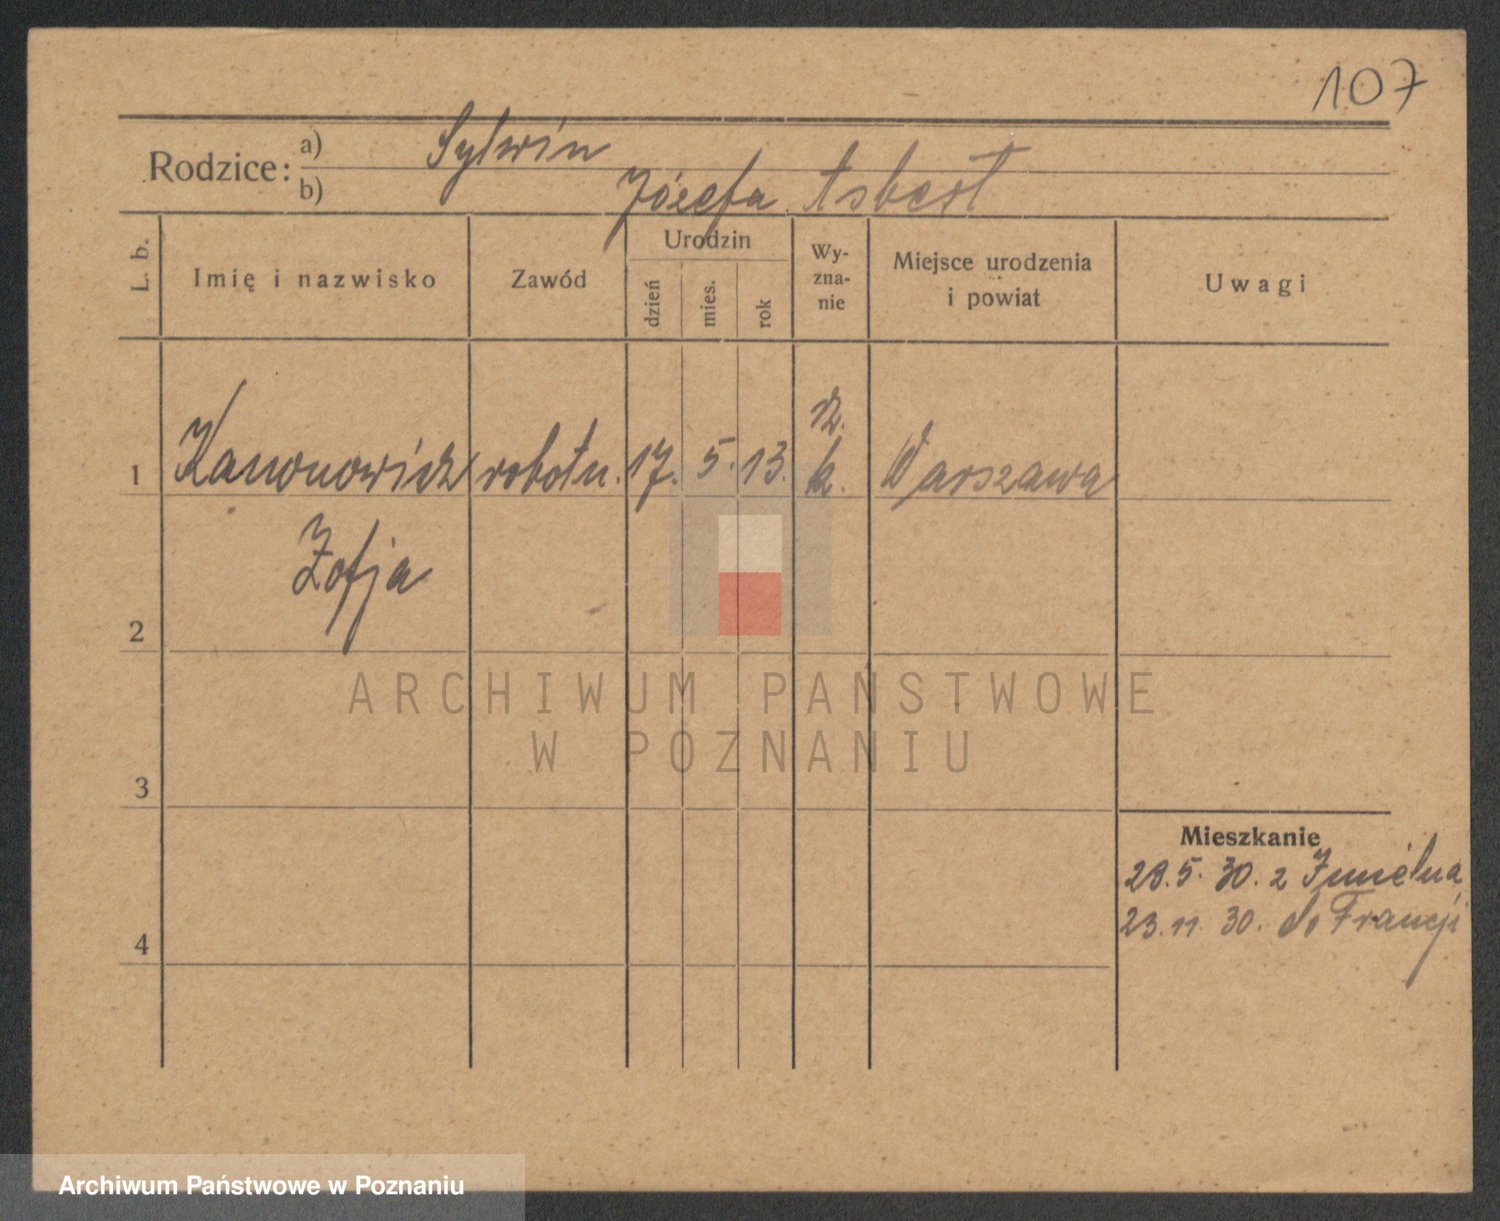 107
Rodzice: a) Sylwin
b) Józefa Asbert
L. b. Imię i nazwisko Zawód Urodzin dzień mies. rok Wy-zna-nie Miejsce urodzenia i powiat Uwagi
1 Kanonowicz robotn. 17. 5. 13. rz. k. Warszawa
Zofja
2
ARCHIWUM PAŃSTWOWE
W POZNANIU
3
Mieszkanie
28.5. 30. z
23.11. 30. do Francji
4
Archiwum Państwowe w Poznaniu